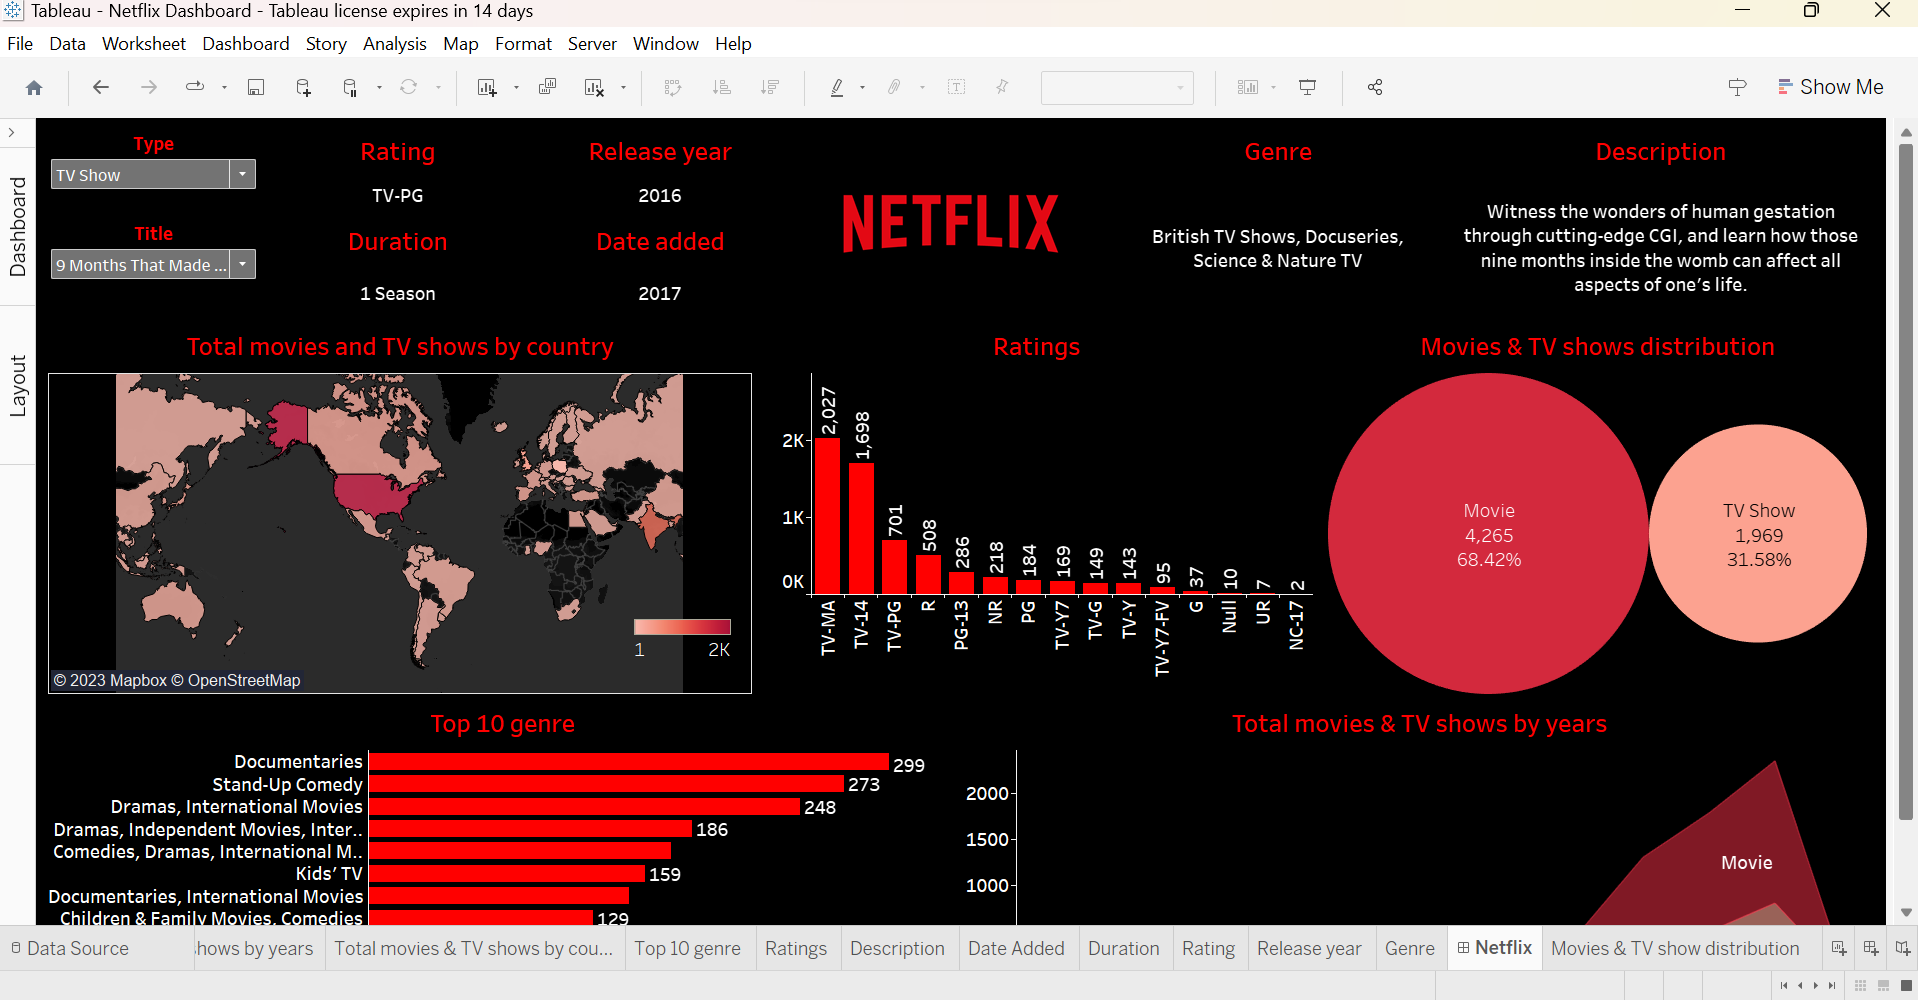 Tableau - Netflix Dashboard - Tableau license expires in 14 days
File Data Worksheet Dashboard Story Analysis Map Format Server Window Help
Show Me
Dashboard
Layout
Type
TV Show
Title
9 Months That Made ...
Rating
TV-PG
Duration
1 Season
Release year
2016
Date added
2017
NETFLIX
Genre
British TV Shows, Docuseries,
Science & Nature TV
Description
Witness the wonders of human gestation
through cutting-edge CGI, and learn how those
nine months inside the womb can affect all
aspects of one's life.
Total movies and TV shows by country
1 2K
© 2023 Mapbox © OpenStreetMap
Ratings
2K
1K
0K
2,027
1,698
701
508
286
218
184
169
149
143
95
37
10
7
2
TV-MA
TV-14
TV-PG
R
PG-13
NR
PG
TV-Y7
TV-G
TV-Y
TV-Y7-FV
G
Null
UR
NC-17
Movies & TV shows distribution
Movie
4,265
68.42%
TV Show
1,969
31.58%
Top 10 genre
Documentaries 299
Stand-Up Comedy 273
Dramas, International Movies 248
Dramas, Independent Movies, Inter.. 186
Comedies, Dramas, International M..
Kids' TV 159
Documentaries, International Movies
Children & Family Movies, Comedies 129
Total movies & TV shows by years
2000
1500
1000
Movie
Data Source shows by years Total movies & TV shows by cou... Top 10 genre Ratings Description Date Added Duration Rating Release year Genre Netflix Movies & TV show distribution